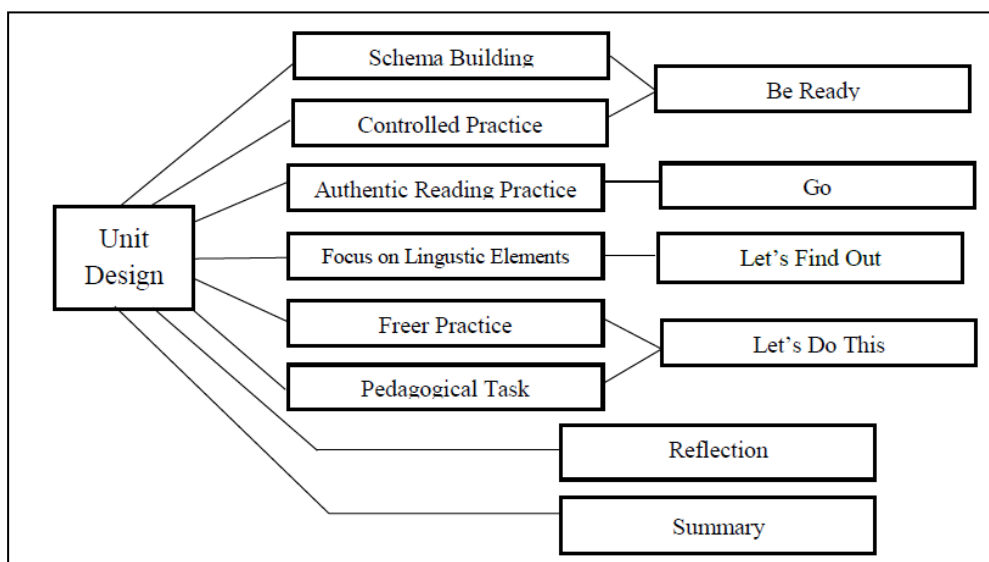 Schema Building
Be Ready
Controlled Practice
Authentic Reading Practice
Go
Unit
Design
Focus on Lingustic Elements
Let's Find Out
Freer Practice
Let's Do This
Pedagogical Task
Reflection
Summary